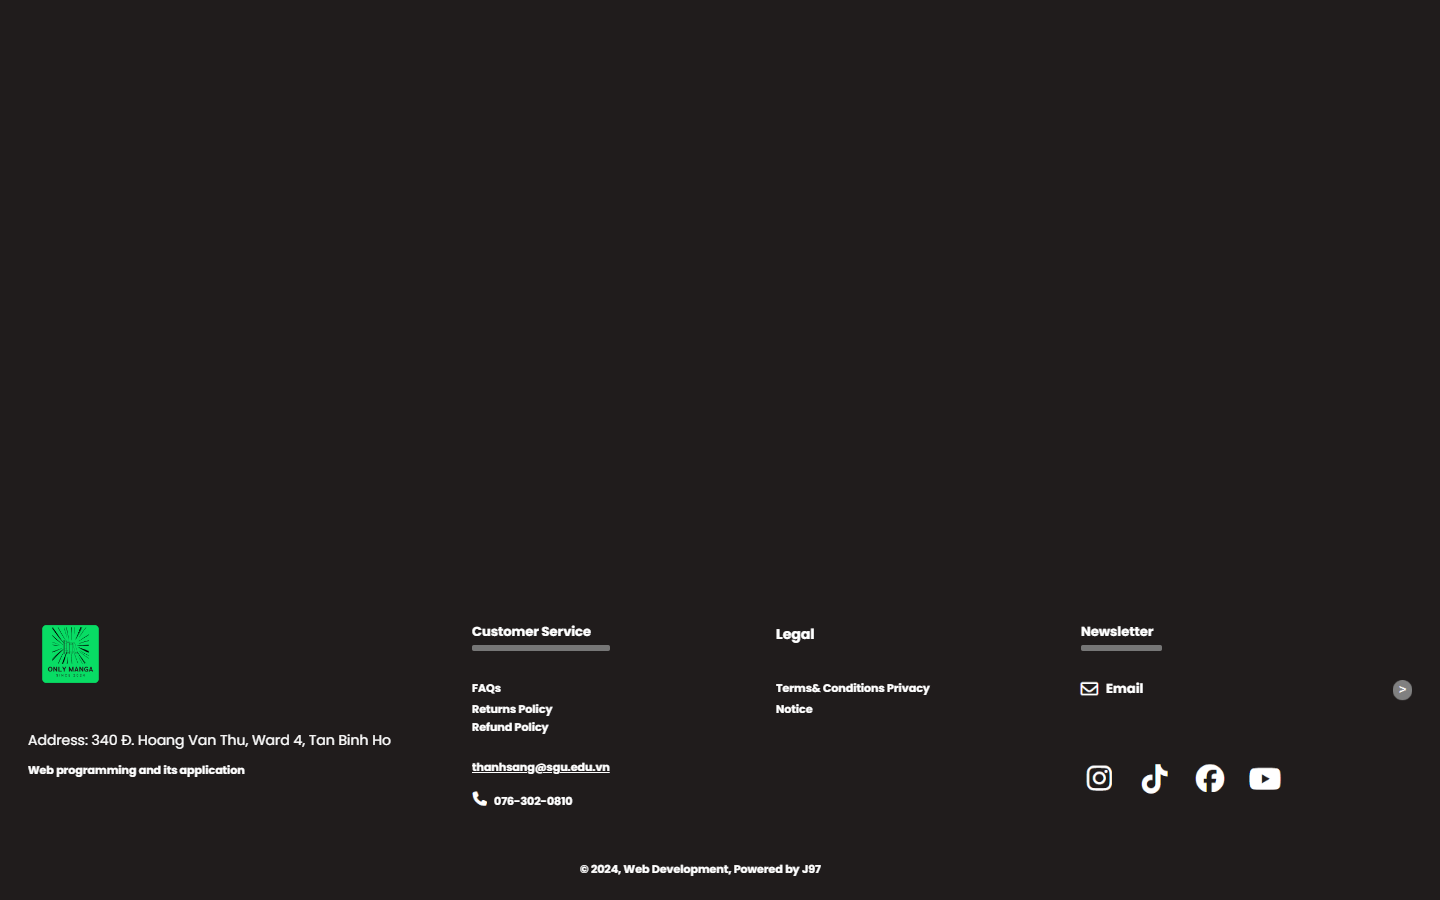 ONLY MANGA
SINCE 2024
Address: 340 Đ. Hoang Van Thu, Ward 4, Tan Binh Ho
Web programming and its application
Customer Service
FAQs
Returns Policy
Refund Policy
thanhsang@sgu.edu.vn
076-302-0810
Legal
Terms& Conditions Privacy
Notice
Newsletter
Email
>
© 2024, Web Development, Powered by J97